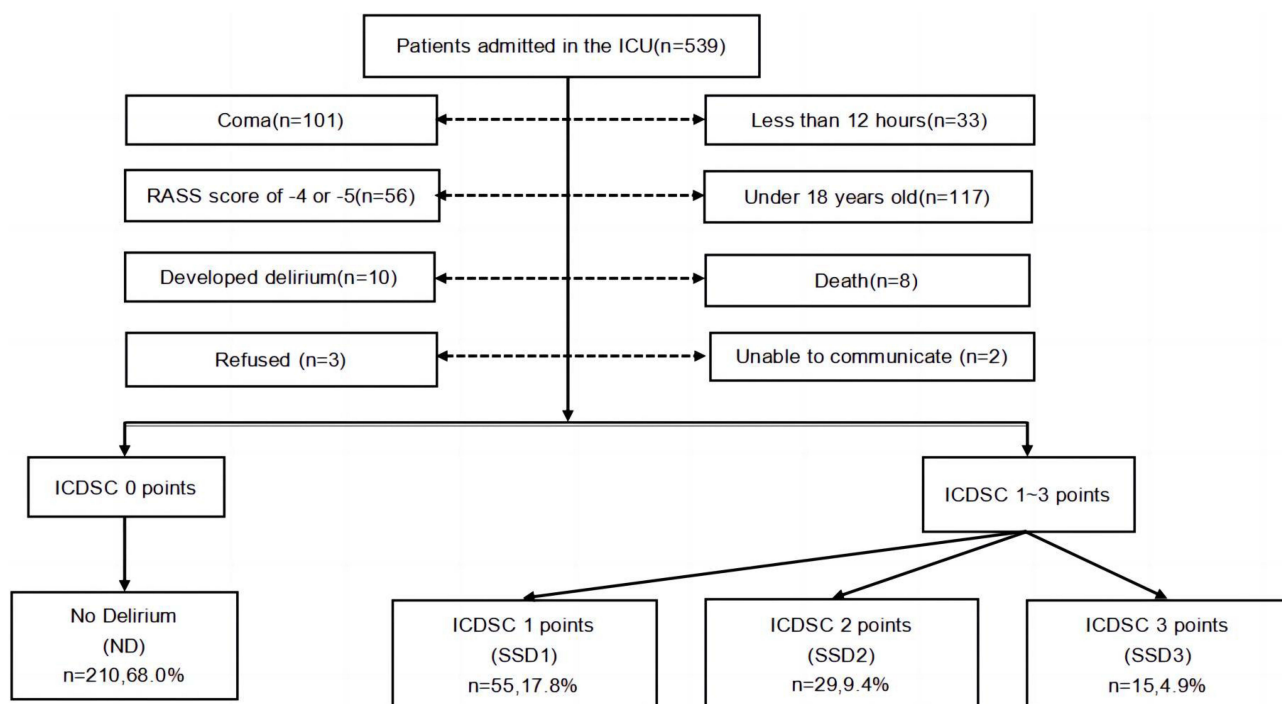 Patients admitted in the ICU(n=539)
Coma(n=101)
Less than 12 hours(n=33)
RASS score of -4 or -5(n=56)
Under 18 years old(n=117)
Developed delirium(n=10)
Death(n=8)
Refused (n=3)
Unable to communicate (n=2)
ICDSC 0 points
ICDSC 1~3 points
No Delirium
(ND)
n=210,68.0%
ICDSC 1 points
(SSD1)
n=55,17.8%
ICDSC 2 points
(SSD2)
n=29,9.4%
ICDSC 3 points
(SSD3)
n=15,4.9%